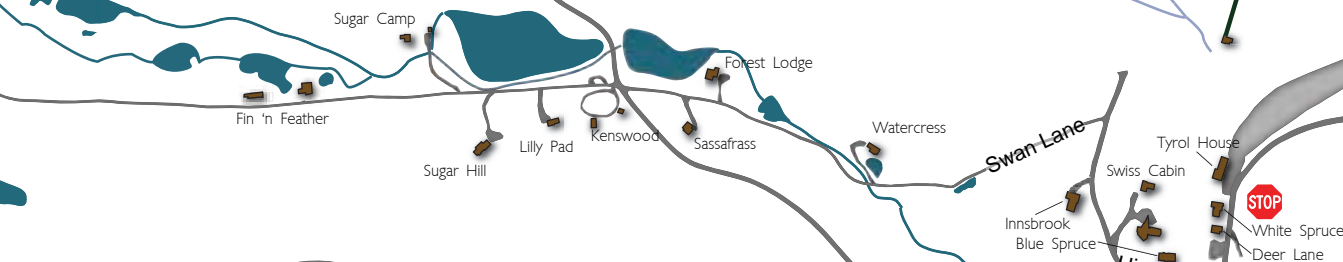 Sugar Camp
Forest Lodge
Fin 'n Feather
Kenswood
Lilly Pad
Sassafrass
Sugar Hill
Watercress
Swan Lane
Tyrol House
Swiss Cabin
STOP
Innsbrook
White Spruce
Blue Spruce
Deer Lane